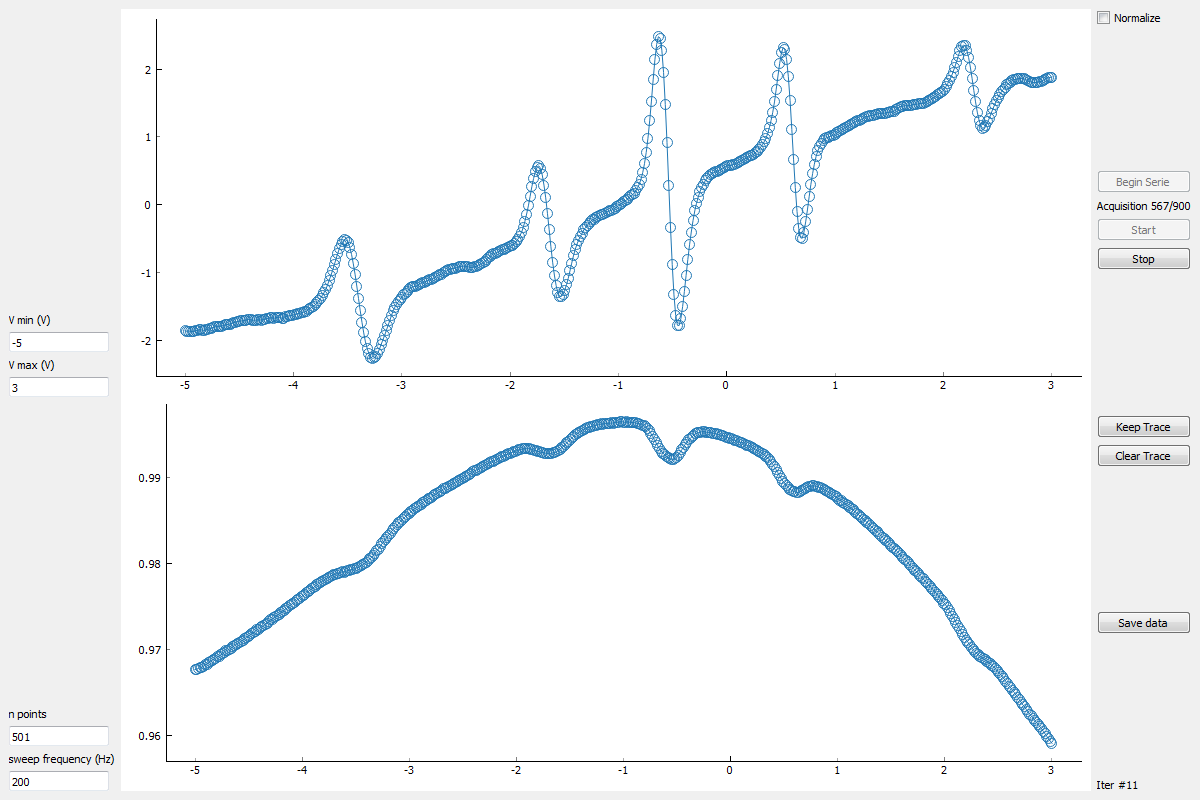 Normalize
2
1
0
-1
-2
-5
-4
-3
-2
-1
0
1
2
3
Begin Serie
Acquisition 567/900
Start
Stop
V min (V)
-5
V max (V)
3
0.99
0.98
0.97
0.96
-5
-4
-3
-2
-1
0
1
2
3
Keep Trace
Clear Trace
Save data
n points
501
sweep frequency (Hz)
200
Iter #11